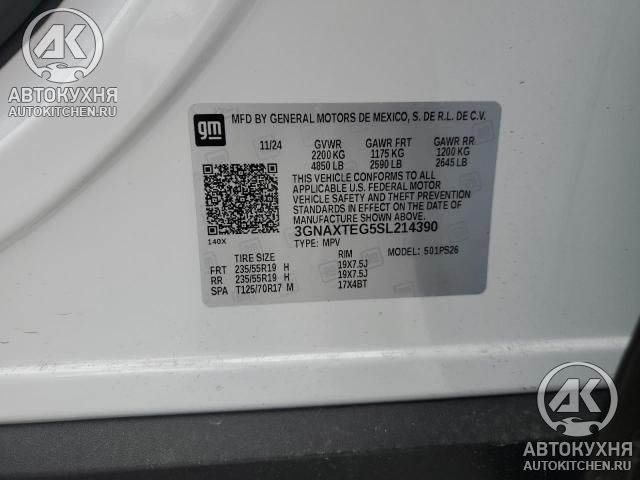 AK
АВТОКУХНЯ
AUTOKITCHEN.RU
gm
MFD BY GENERAL MOTORS DE MEXICO, S. DE R.L. DE C.V.
11/24 GVWR GAWR FRT GAWR RR
2200 KG 1175 KG 1200 KG
4850 LB 2590 LB 2645 LB
THIS VEHICLE CONFORMS TO ALL
APPLICABLE U.S. FEDERAL MOTOR
VEHICLE SAFETY AND THEFT PREVENTION
STANDARDS IN EFFECT ON THE DATE OF
MANUFACTURE SHOWN ABOVE.
3GNAXTEG5SL214390
140X
TYPE: MPV MODEL: 501PS26
TIRE SIZE RIM
FRT 235/55R19 H 19X7.5J
RR 235/55R19 H 19X7.5J
SPA T125/70R17 M 17X4BT
AK
АВТОКУХНЯ
AUTOKITCHEN.RU